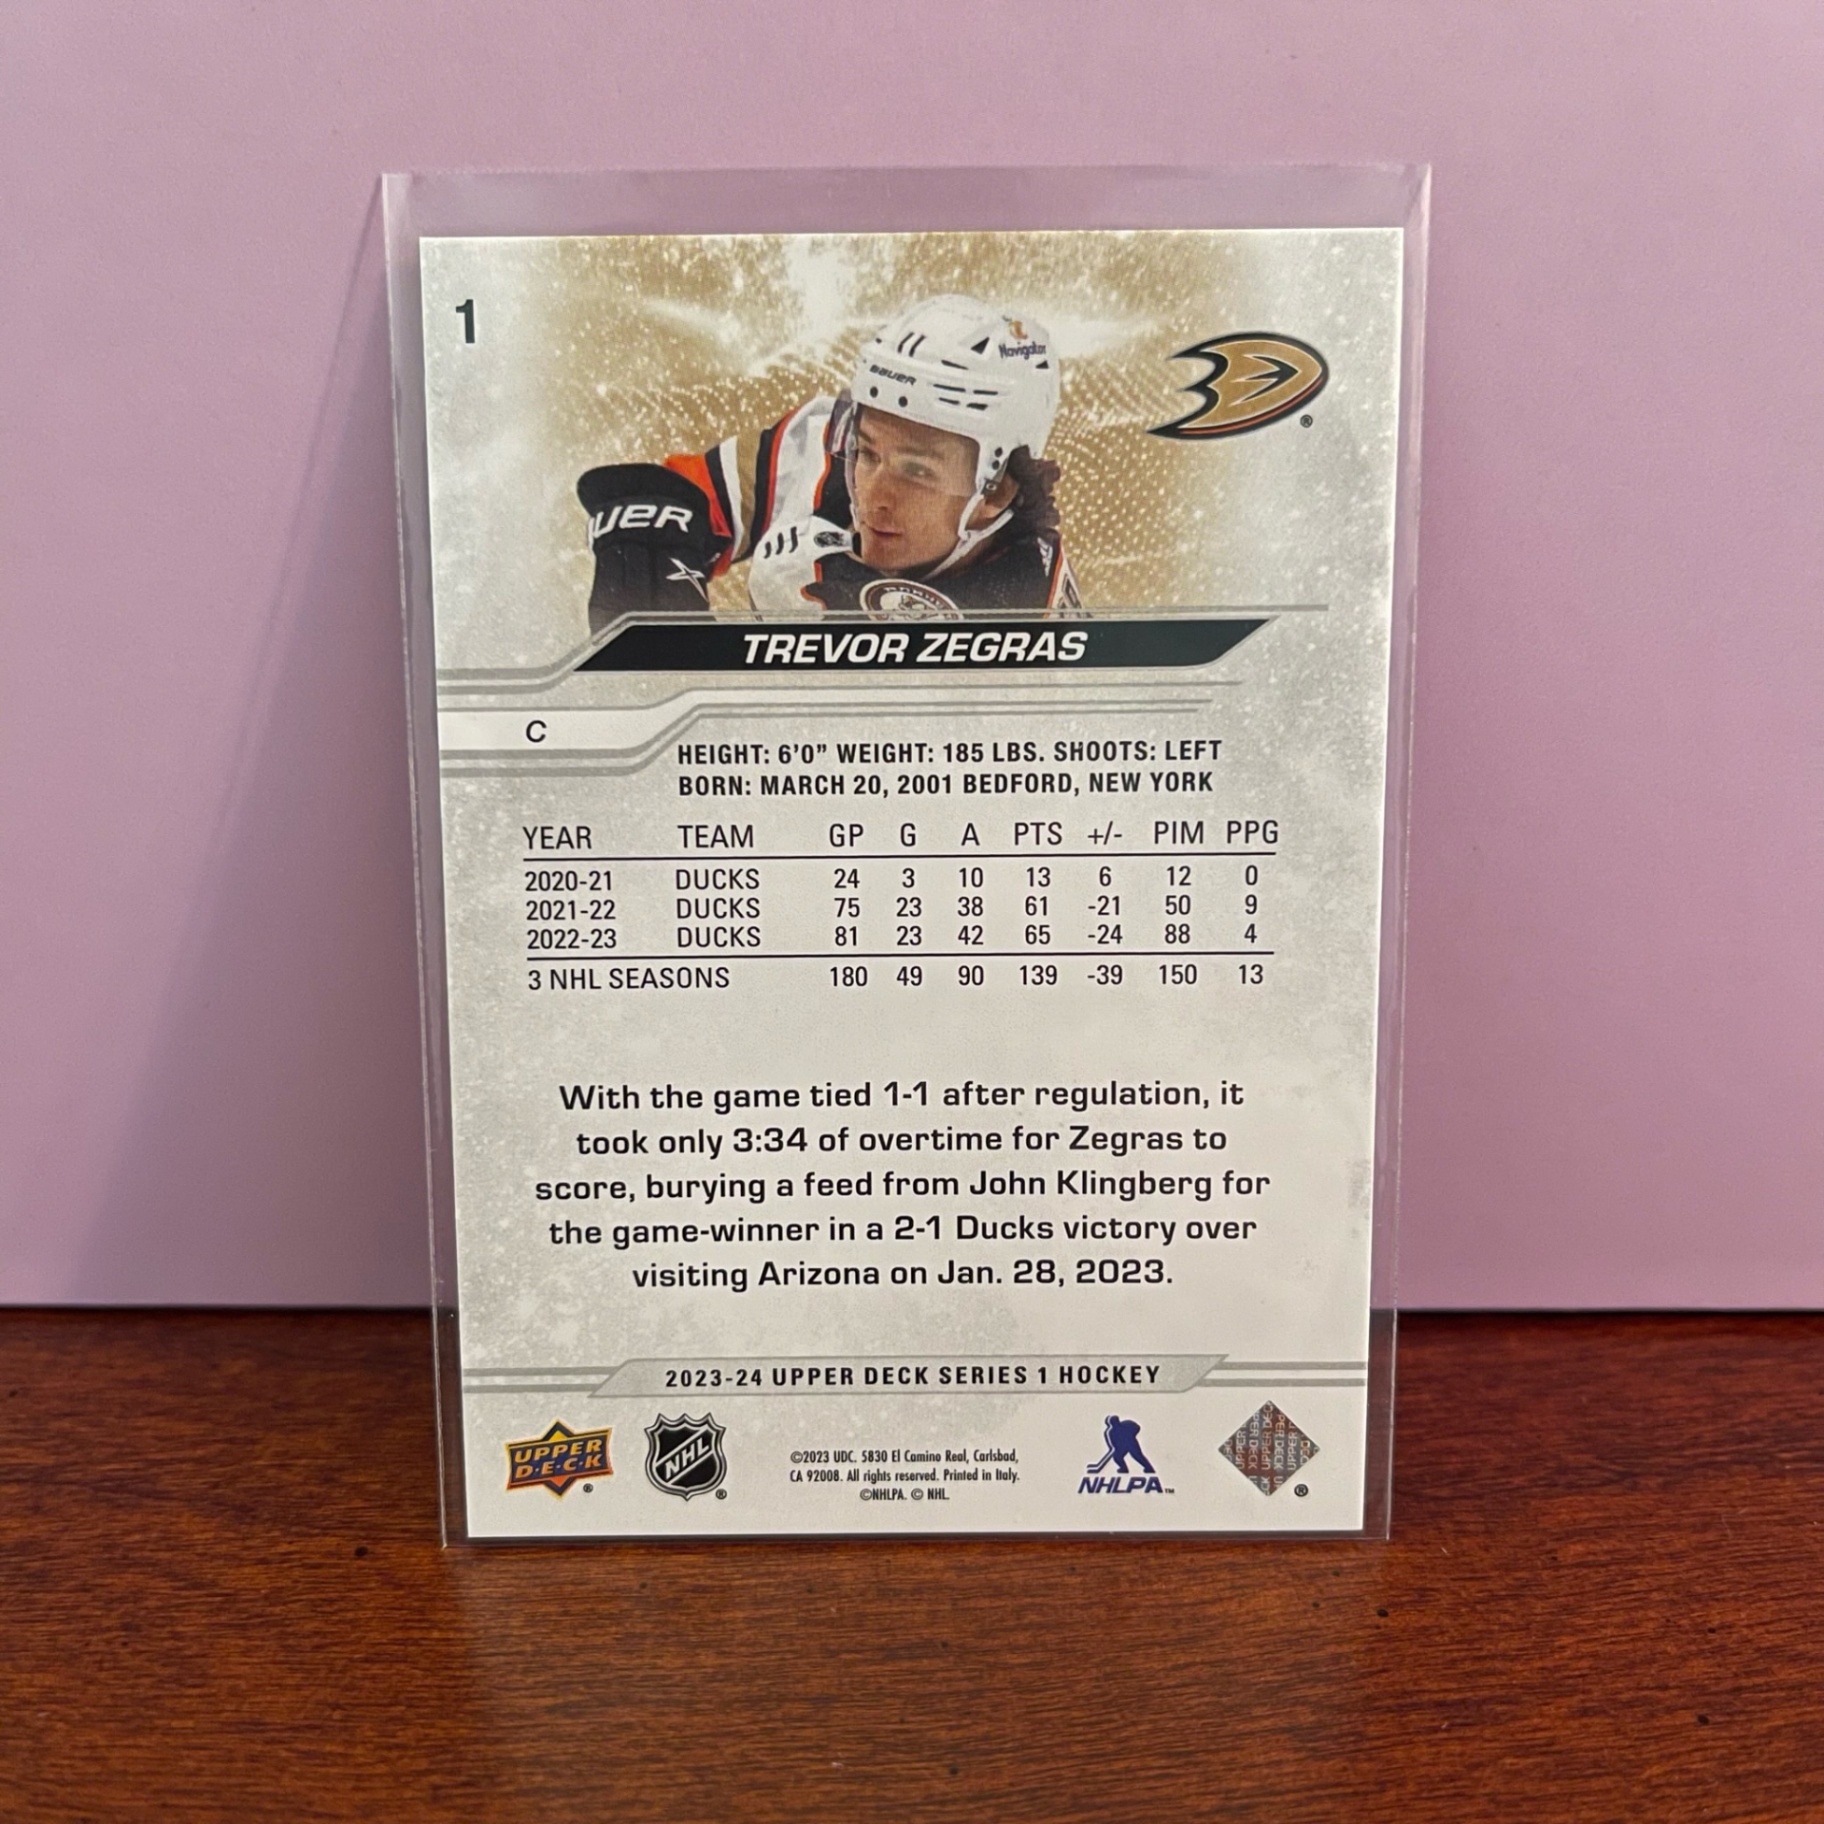 1
Navigator
BAUER
TREVOR ZEGRAS
C
HEIGHT: 6'0” WEIGHT: 185 LBS. SHOOTS: LEFT
BORN: MARCH 20, 2001 BEDFORD, NEW YORK
YEAR TEAM GP G A PTS +/- PIM PPG
2020-21 DUCKS 24 3 10 13 6 12 0
2021-22 DUCKS 75 23 38 61 -21 50 9
2022-23 DUCKS 81 23 42 65 -24 88 4
3 NHL SEASONS 180 49 90 139 -39 150 13
With the game tied 1-1 after regulation, it
took only 3:34 of overtime for Zegras to
score, burying a feed from John Klingberg for
the game-winner in a 2-1 Ducks victory over
visiting Arizona on Jan. 28, 2023.
2023-24 UPPER DECK SERIES 1 HOCKEY
UPPER
D·E·C·K
®
NHL
®
©2023 UDC. 5830 El Camino Real, Carlsbad,
CA 92008. All rights reserved. Printed in Italy.
©NHLPA. © NHL.
NHLPA™
UPPER DECK
®